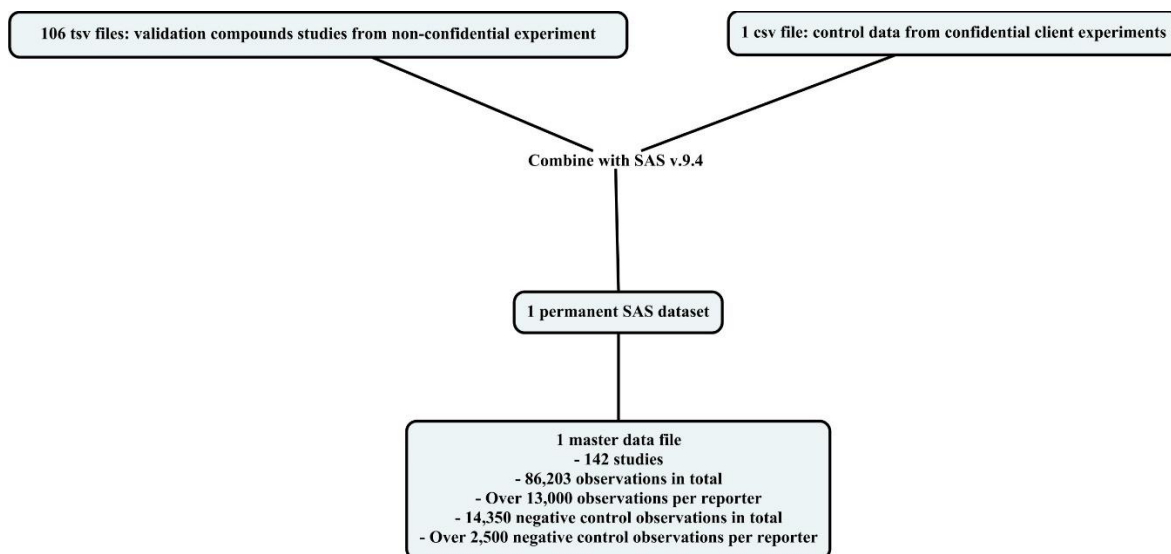 106 tsv files: validation compounds studies from non-confidential experiment
1 csv file: control data from confidential client experiments
Combine with SAS v.9.4
1 permanent SAS dataset
1 master data file
- 142 studies
- 86,203 observations in total
- Over 13,000 observations per reporter
- 14,350 negative control observations in total
- Over 2,500 negative control observations per reporter